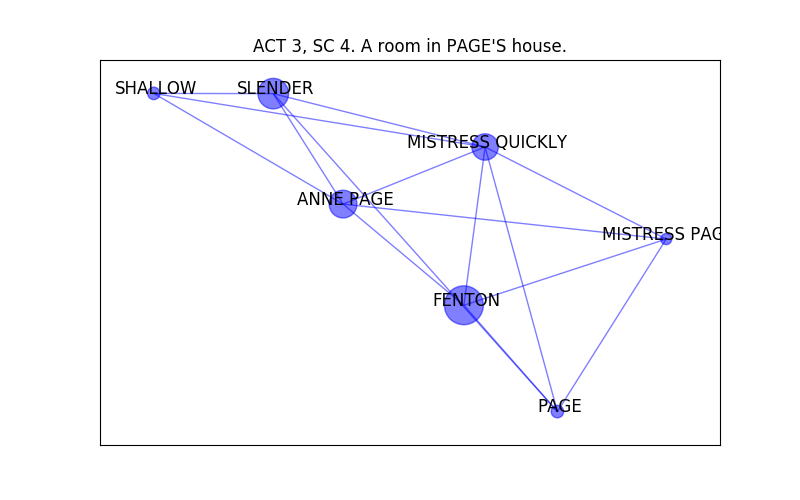 ACT 3, SC 4. A room in PAGE'S house.
SHALLOW
SLENDER
MISTRESS QUICKLY
ANNE PAGE
MISTRESS PAG
FENTON
PAGE